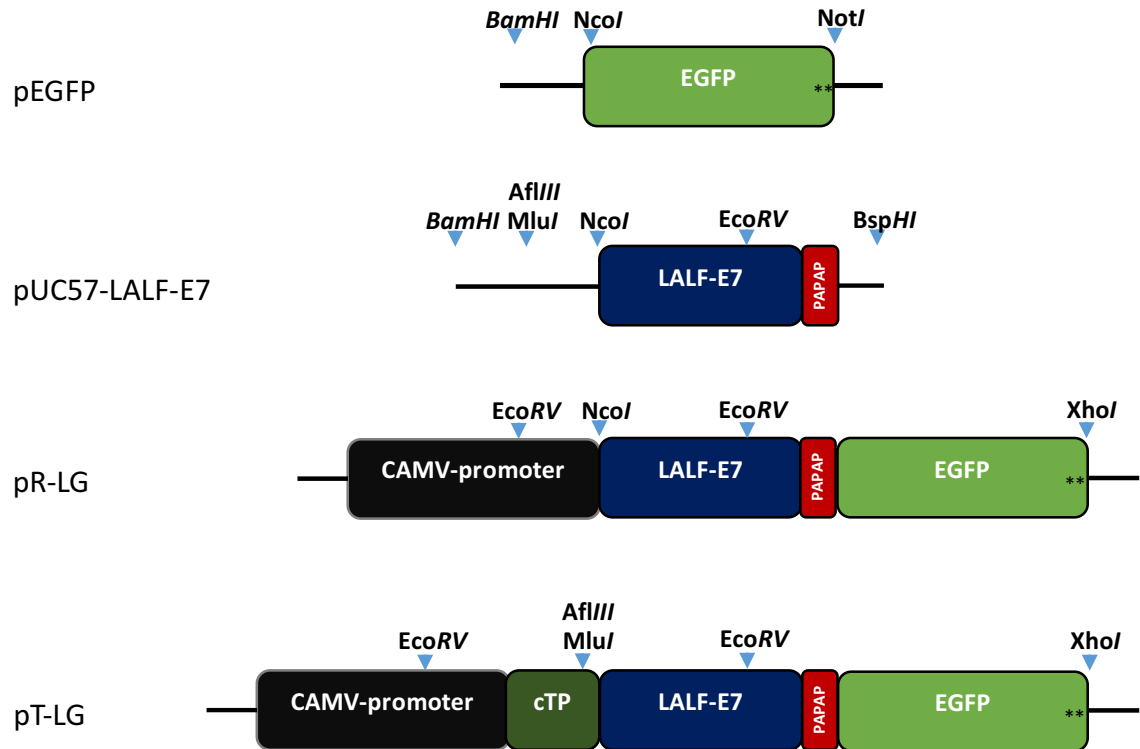 BamHI NcoI NotI
pEGFP
EGFP
**
AflIII
BamHI MluI NcoI EcoRV BspHI
pUC57-LALF-E7
LALF-E7
PAPAP
EcoRV NcoI EcoRV XhoI
pR-LG
CAMV-promoter LALF-E7 PAPAP EGFP
**
AflIII
EcoRV MluI EcoRV XhoI
pT-LG
CAMV-promoter cTP LALF-E7 PAPAP EGFP
**